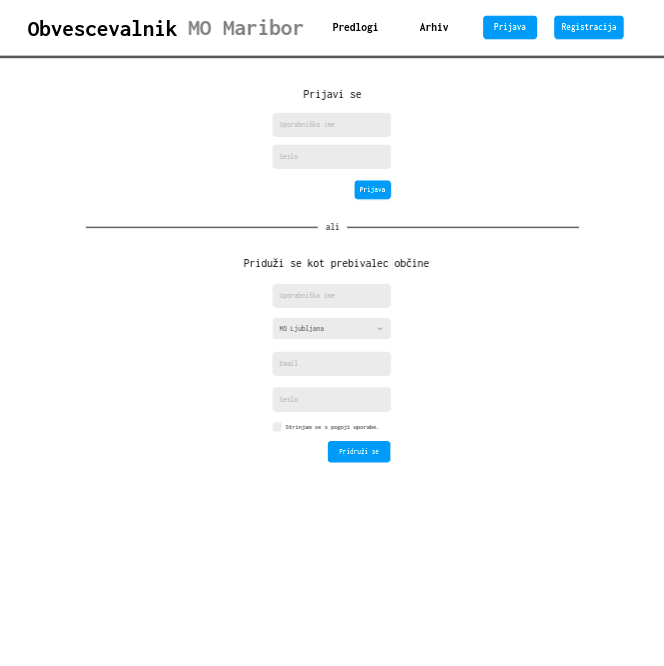 Obvescevalnik MO Maribor Predlogi Arhiv Prijava Registracija
Prijavi se
Uporabniško ime
Geslo
Prijava
ali
Priduži se kot prebivalec občine
Uporabniško ime
MO Ljubljana
Email
Geslo
Strinjam se s pogoji uporabe.
Pridruži se